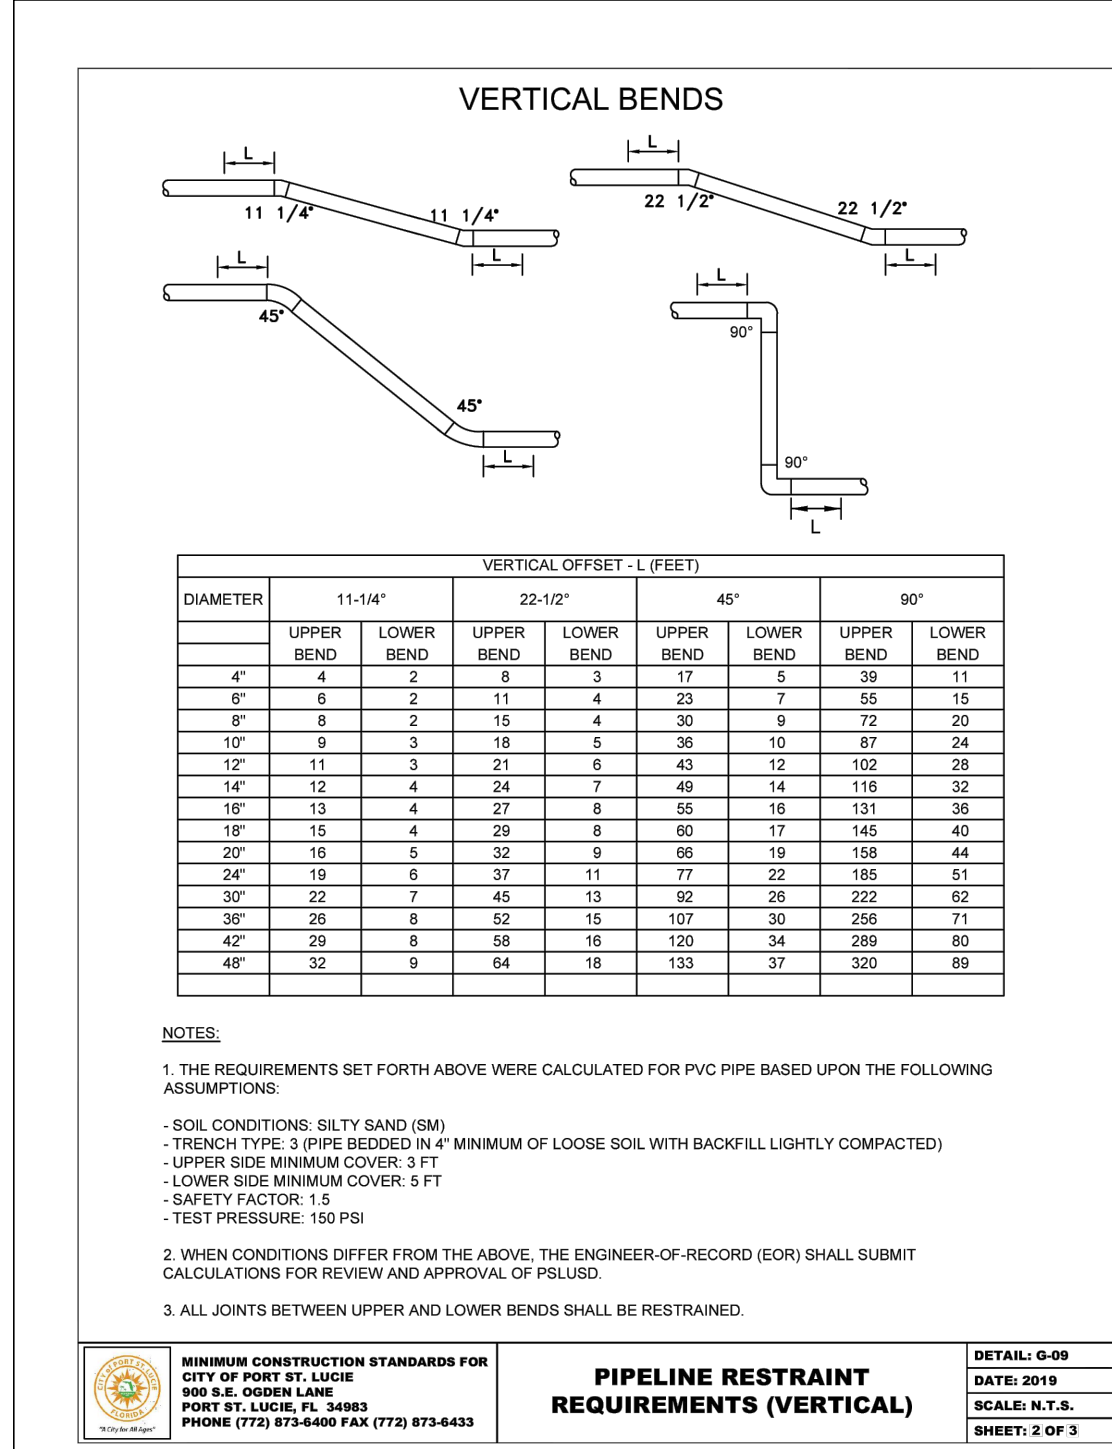 VERTICAL BENDS
L
L
11 1/4°
11 1/4°
L
22 1/2°
22 1/2°
L
L
45°
45°
L
L
90°
90°
L
VERTICAL OFFSET - L (FEET)
DIAMETER 11-1/4° 22-1/2° 45° 90°
UPPER LOWER UPPER LOWER UPPER LOWER UPPER LOWER
BEND BEND BEND BEND BEND BEND BEND BEND
4" 4 2 8 3 17 5 39 11
6" 6 2 11 4 23 7 55 15
8" 8 2 15 4 30 9 72 20
10" 9 3 18 5 36 10 87 24
12" 11 3 21 6 43 12 102 28
14" 12 4 24 7 49 14 116 32
16" 13 4 27 8 55 16 131 36
18" 15 4 29 8 60 17 145 40
20" 16 5 32 9 66 19 158 44
24" 19 6 37 11 77 22 185 51
30" 22 7 45 13 92 26 222 62
36" 26 8 52 15 107 30 256 71
42" 29 8 58 16 120 34 289 80
48" 32 9 64 18 133 37 320 89
NOTES:
1. THE REQUIREMENTS SET FORTH ABOVE WERE CALCULATED FOR PVC PIPE BASED UPON THE FOLLOWING
ASSUMPTIONS:
- SOIL CONDITIONS: SILTY SAND (SM)
- TRENCH TYPE: 3 (PIPE BEDDED IN 4" MINIMUM OF LOOSE SOIL WITH BACKFILL LIGHTLY COMPACTED)
- UPPER SIDE MINIMUM COVER: 3 FT
- LOWER SIDE MINIMUM COVER: 5 FT
- SAFETY FACTOR: 1.5
- TEST PRESSURE: 150 PSI
2. WHEN CONDITIONS DIFFER FROM THE ABOVE, THE ENGINEER-OF-RECORD (EOR) SHALL SUBMIT
CALCULATIONS FOR REVIEW AND APPROVAL OF PSLUSD.
3. ALL JOINTS BETWEEN UPPER AND LOWER BENDS SHALL BE RESTRAINED.
CITY of PORT ST. LUCIE
FLORIDA
"A City for All Ages"
MINIMUM CONSTRUCTION STANDARDS FOR
CITY OF PORT ST. LUCIE
900 S.E. OGDEN LANE
PORT ST. LUCIE, FL 34983
PHONE (772) 873-6400 FAX (772) 873-6433
PIPELINE RESTRAINT
REQUIREMENTS (VERTICAL)
DETAIL: G-09
DATE: 2019
SCALE: N.T.S.
SHEET: 2 OF 3